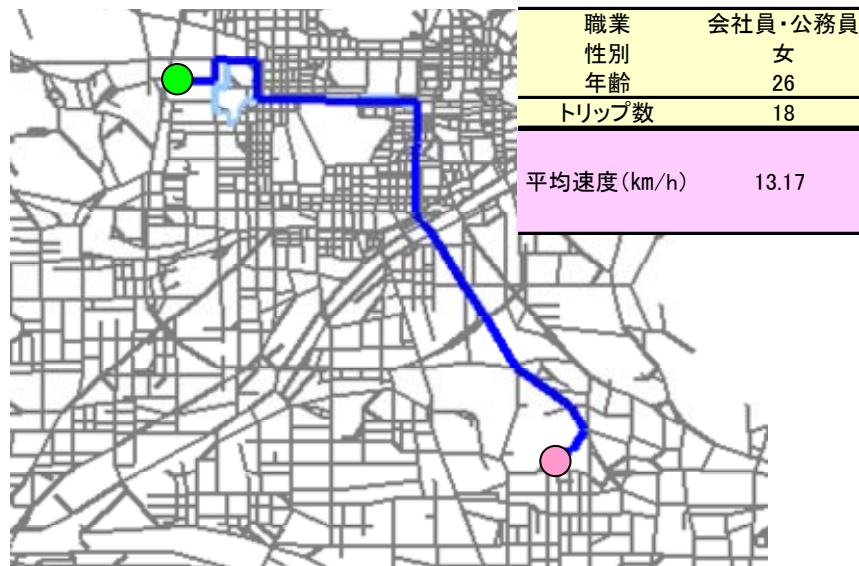 職業 会社員・公務員
性別 女
年齢 26
トリップ数 18
平均速度(km/h) 13.17